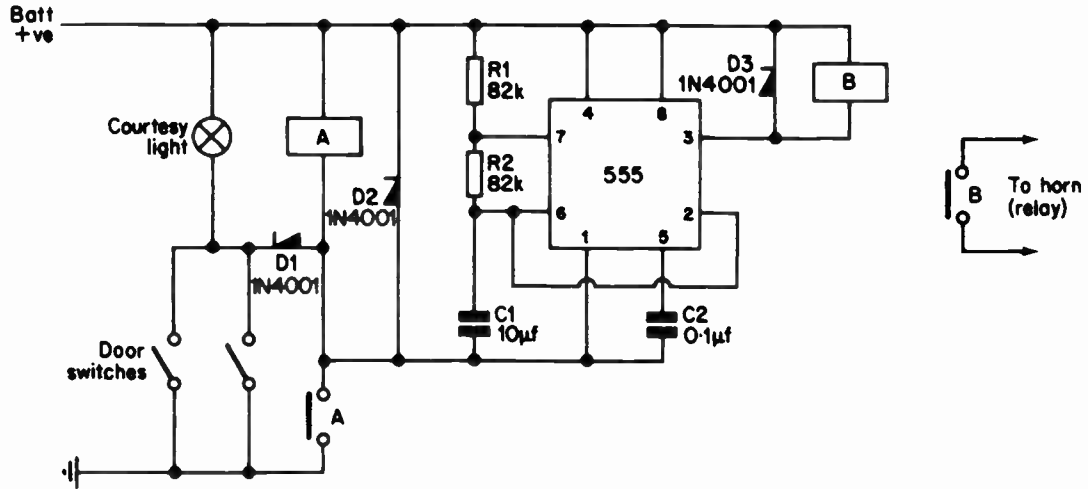 Batt
+ve
Courtesy
light
A
D2
1N4001
D1
1N4001
Door
switches
A
R1
82k
R2
82k
C1
10µf
4
8
7
3
555
6
2
1
5
C2
0·1µf
D3
1N4001
B
B
To horn
(relay)